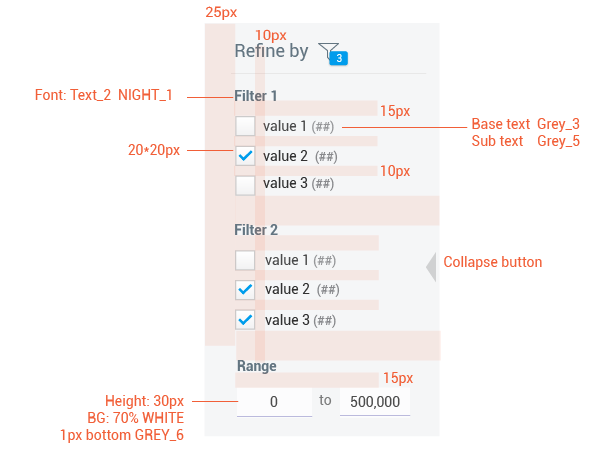 25px
10px
Refine by
3
Font: Text_2 NIGHT_1
Filter 1
15px
value 1 (##)
Base text Grey_3
Sub text Grey_5
20*20px
value 2 (##)
10px
value 3 (##)
Filter 2
value 1 (##)
Collapse button
value 2 (##)
value 3 (##)
Range
15px
Height: 30px
BG: 70% WHITE
1px bottom GREY_6
0 to 500,000